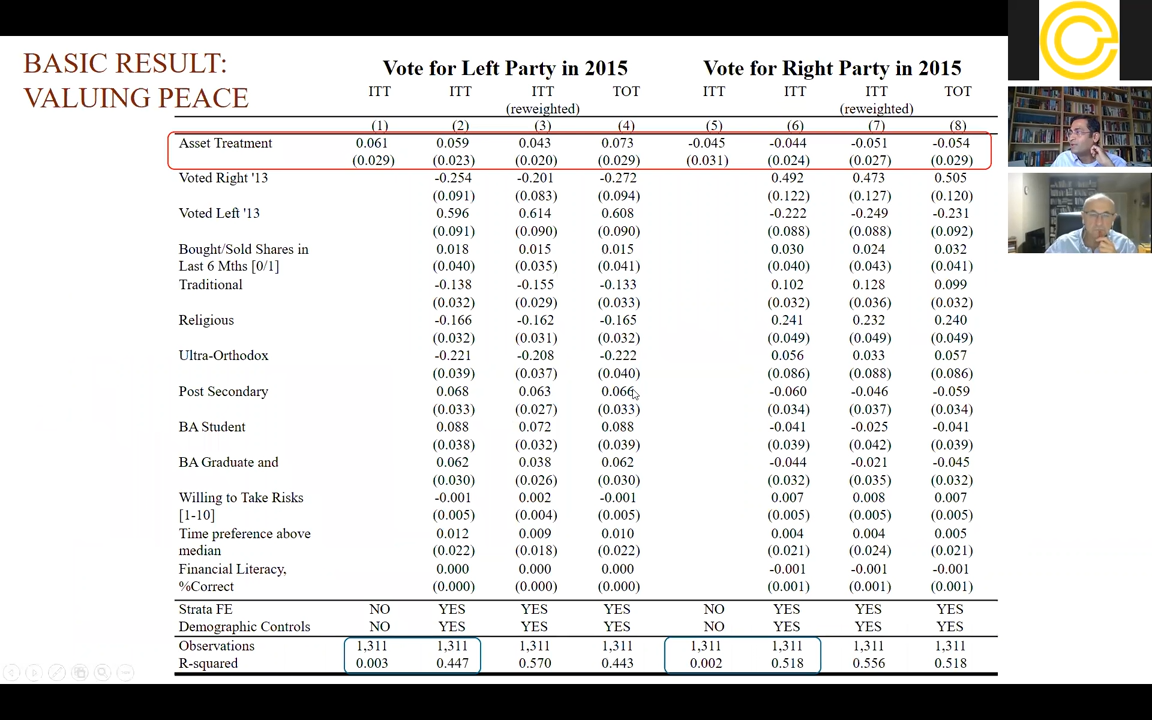 BASIC RESULT:
VALUING PEACE
Vote for Left Party in 2015 Vote for Right Party in 2015
ITT ITT ITT TOT ITT ITT ITT TOT
(reweighted) (reweighted)
(1) (2) (3) (4) (5) (6) (7) (8)
Asset Treatment 0.061 0.059 0.043 0.073 -0.045 -0.044 -0.051 -0.054
(0.029) (0.023) (0.020) (0.029) (0.031) (0.024) (0.027) (0.029)
Voted Right '13 -0.254 -0.201 -0.272 0.492 0.473 0.505
(0.091) (0.083) (0.094) (0.122) (0.127) (0.120)
Voted Left '13 0.596 0.614 0.608 -0.222 -0.249 -0.231
(0.091) (0.090) (0.090) (0.088) (0.088) (0.092)
Bought/Sold Shares in 0.018 0.015 0.015 0.030 0.024 0.032
Last 6 Mths [0/1] (0.040) (0.035) (0.041) (0.040) (0.043) (0.041)
Traditional -0.138 -0.155 -0.133 0.102 0.128 0.099
(0.032) (0.029) (0.033) (0.032) (0.036) (0.032)
Religious -0.166 -0.162 -0.165 0.241 0.232 0.240
(0.032) (0.031) (0.032) (0.049) (0.049) (0.049)
Ultra-Orthodox -0.221 -0.208 -0.222 0.056 0.033 0.057
(0.039) (0.037) (0.040) (0.086) (0.088) (0.086)
Post Secondary 0.068 0.063 0.066 -0.060 -0.046 -0.059
(0.033) (0.027) (0.033) (0.034) (0.037) (0.034)
BA Student 0.088 0.072 0.088 -0.041 -0.025 -0.041
(0.038) (0.032) (0.039) (0.039) (0.042) (0.039)
BA Graduate and 0.062 0.038 0.062 -0.044 -0.021 -0.045
(0.030) (0.026) (0.030) (0.032) (0.035) (0.032)
Willing to Take Risks -0.001 0.002 -0.001 0.007 0.008 0.007
[1-10] (0.005) (0.004) (0.005) (0.005) (0.005) (0.005)
Time preference above 0.012 0.009 0.010 0.004 0.004 0.005
median (0.022) (0.018) (0.022) (0.021) (0.024) (0.021)
Financial Literacy, 0.000 0.000 0.000 -0.001 -0.001 -0.001
%Correct (0.000) (0.000) (0.000) (0.001) (0.001) (0.001)
Strata FE NO YES YES YES NO YES YES YES
Demographic Controls NO YES YES YES NO YES YES YES
Observations 1,311 1,311 1,311 1,311 1,311 1,311 1,311 1,311
R-squared 0.003 0.447 0.570 0.443 0.002 0.518 0.556 0.518